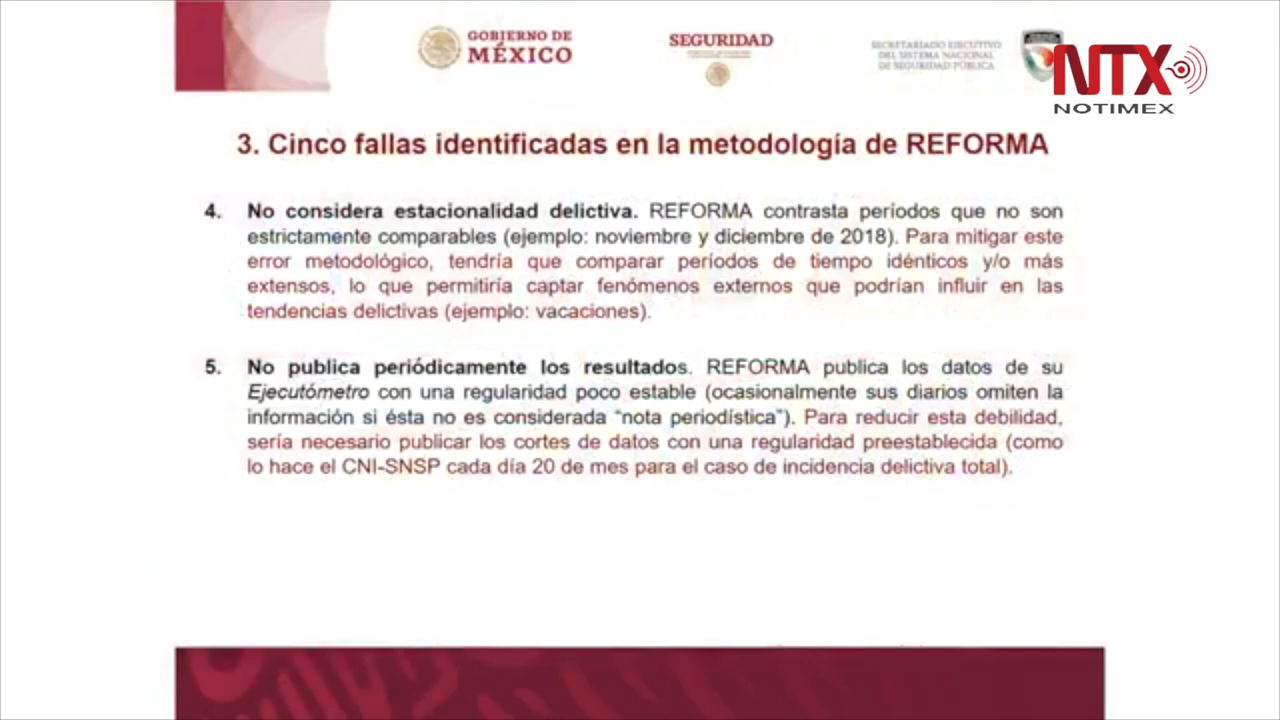 GOBIERNO DE
MÉXICO
SEGURIDAD
SECRETARIADO EJECUTIVO
DEL SISTEMA NACIONAL
DE SEGURIDAD PÚBLICA
NTX
NOTIMEX
3. Cinco fallas identificadas en la metodología de REFORMA
4. No considera estacionalidad delictiva. REFORMA contrasta períodos que no son
estrictamente comparables (ejemplo: noviembre y diciembre de 2018). Para mitigar este
error metodológico, tendría que comparar períodos de tiempo idénticos y/o más
extensos, lo que permitiría captar fenómenos externos que podrían influir en las
tendencias delictivas (ejemplo: vacaciones).
5. No publica periódicamente los resultados. REFORMA publica los datos de su
Ejecutómetro con una regularidad poco estable (ocasionalmente sus diarios omiten la
información si ésta no es considerada “nota periodística”). Para reducir esta debilidad,
sería necesario publicar los cortes de datos con una regularidad preestablecida (como
lo hace el CNI-SNSP cada día 20 de mes para el caso de incidencia delictiva total).